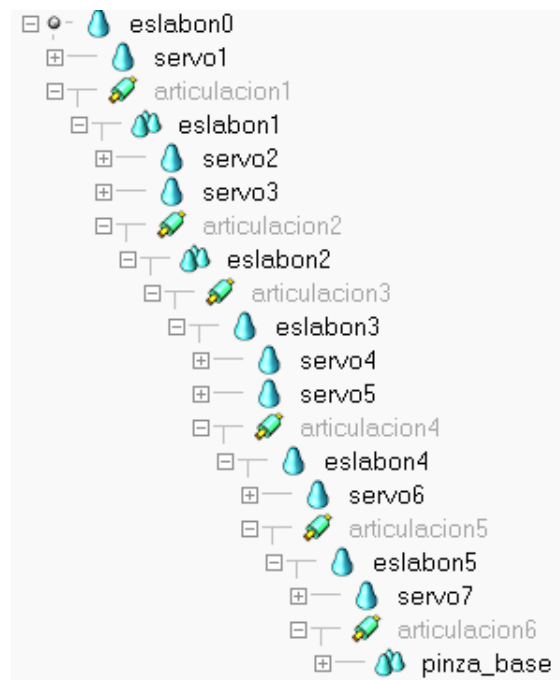 eslabon0
servo1
articulacion1
eslabon1
servo2
servo3
articulacion2
eslabon2
articulacion3
eslabon3
servo4
servo5
articulacion4
eslabon4
servo6
articulacion5
eslabon5
servo7
articulacion6
pinza_base